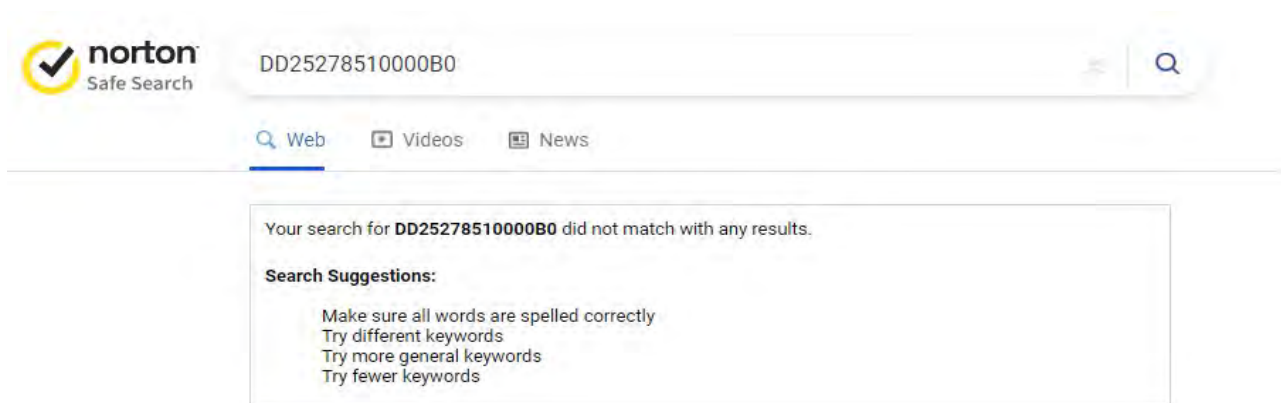 norton
Safe Search
DD25278510000B0
Web Videos News
Your search for DD25278510000B0 did not match with any results.
Search Suggestions:
Make sure all words are spelled correctly
Try different keywords
Try more general keywords
Try fewer keywords